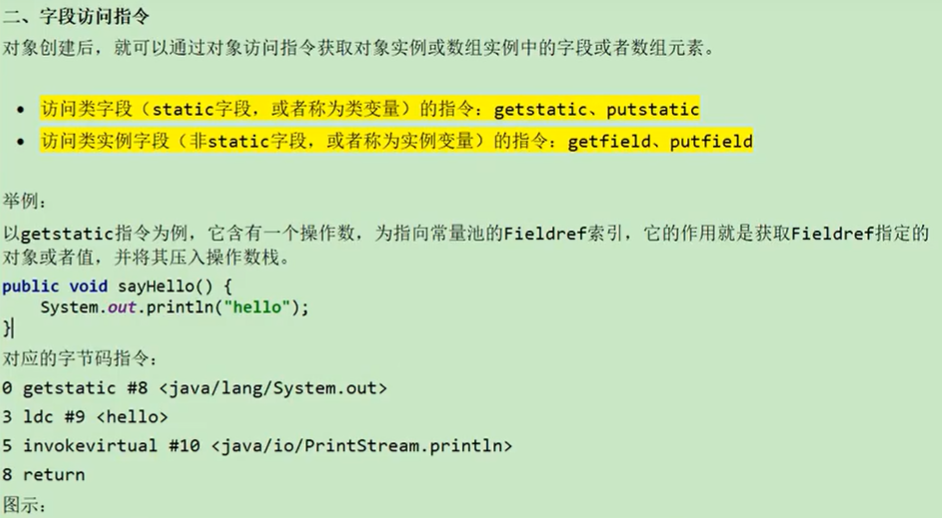 二、字段访问指令
对象创建后，就可以通过对象访问指令获取对象实例或数组实例中的字段或者数组元素。
• 访问类字段（static字段，或者称为类变量）的指令：getstatic、putstatic
• 访问类实例字段（非static字段，或者称为实例变量）的指令：getfield、putfield
举例：
以getstatic指令为例，它含有一个操作数，为指向常量池的Fieldref索引，它的作用就是获取Fieldref指定的
对象或者值，并将其压入操作数栈。
public void sayHello() {
    System.out.println("hello");
}
对应的字节码指令：
0 getstatic #8 <java/lang/System.out>
3 ldc #9 <hello>
5 invokevirtual #10 <java/io/PrintStream.println>
8 return
图示：